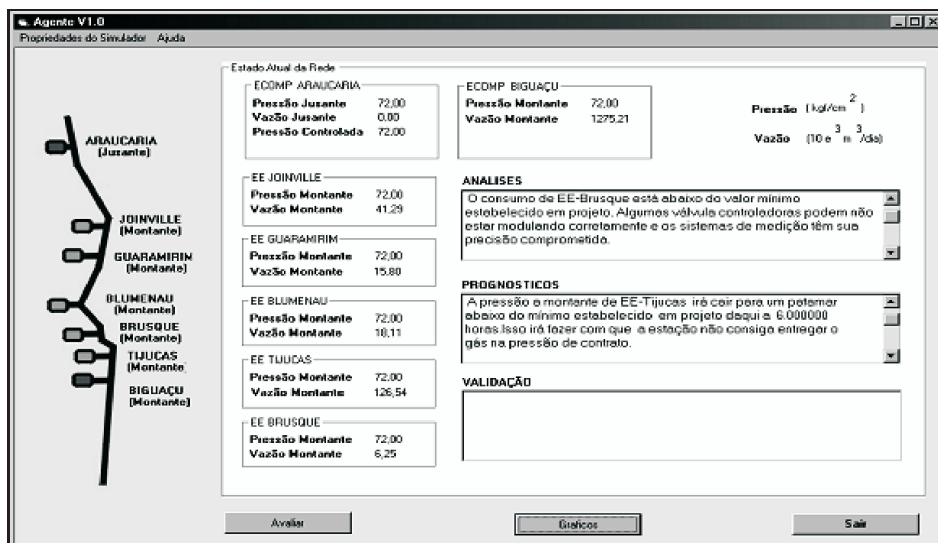 Agente V1.0
Propriedades do Simulador Ajuda
ARAUCARIA
(Jusante)
JOINVILLE
(Montante)
GUARAMIRIM
(Montante)
BLUMENAU
(Montante)
BRUSQUE
(Montante)
TIJUCAS
(Montante)
BIGUAÇU
(Montante)
Estado Atual da Rede
ECOMP ARAUCARIA
Pressão Jusante 72,00
Vazão Jusante 0,00
Pressão Controlada 72,00
EE JOINVILLE
Pressão Montante 72,00
Vazão Montante 41,29
EE GUARAMIRIM
Pressão Montante 72,00
Vazão Montante 15,80
EE BLUMENAU
Pressão Montante 72,00
Vazão Montante 18,11
EE TIJUCAS
Pressão Montante 72,00
Vazão Montante 126,54
EE BRUSQUE
Pressão Montante 72,00
Vazão Montante 6,25
ECOMP BIGUAÇU
Pressão Montante 72,00
Vazão Montante 1275,21
Pressão (kgf/cm²)
Vazão (10 e³ m³/dia)
ANALISES
O consumo de EE-Brusque está abaixo do valor mínimo
estabelecido em projeto. Algumas válvula controladoras podem não
estar modulando corretamente e os sistemas de medição têm sua
precisão comprometida.
PROGNOSTICOS
A pressão a montante de EE-Tijucas irá cair para um patamar
abaixo do mínimo estabelecido em projeto daqui a 6.000000
horas.Isso irá fazer com que a estação não consiga entregar o
gás na pressão de contrato.
VALIDAÇÃO
Avaliar
Graficos
Sair